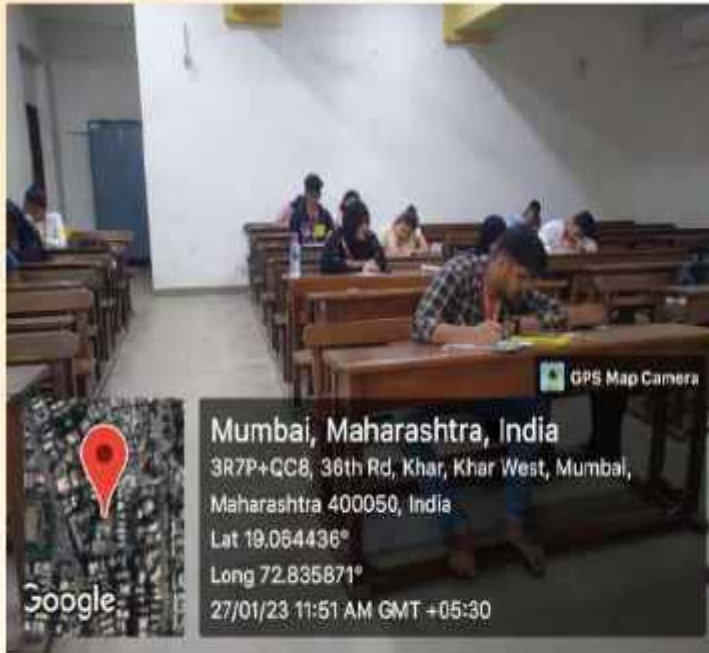 GPS Map Camera
Mumbai, Maharashtra, India
3R7P+QC8, 36th Rd, Khar, Khar West, Mumbai,
Maharashtra 400050, India
Lat 19.064436°
Long 72.835871°
27/01/23 11:51 AM GMT +05:30
Google